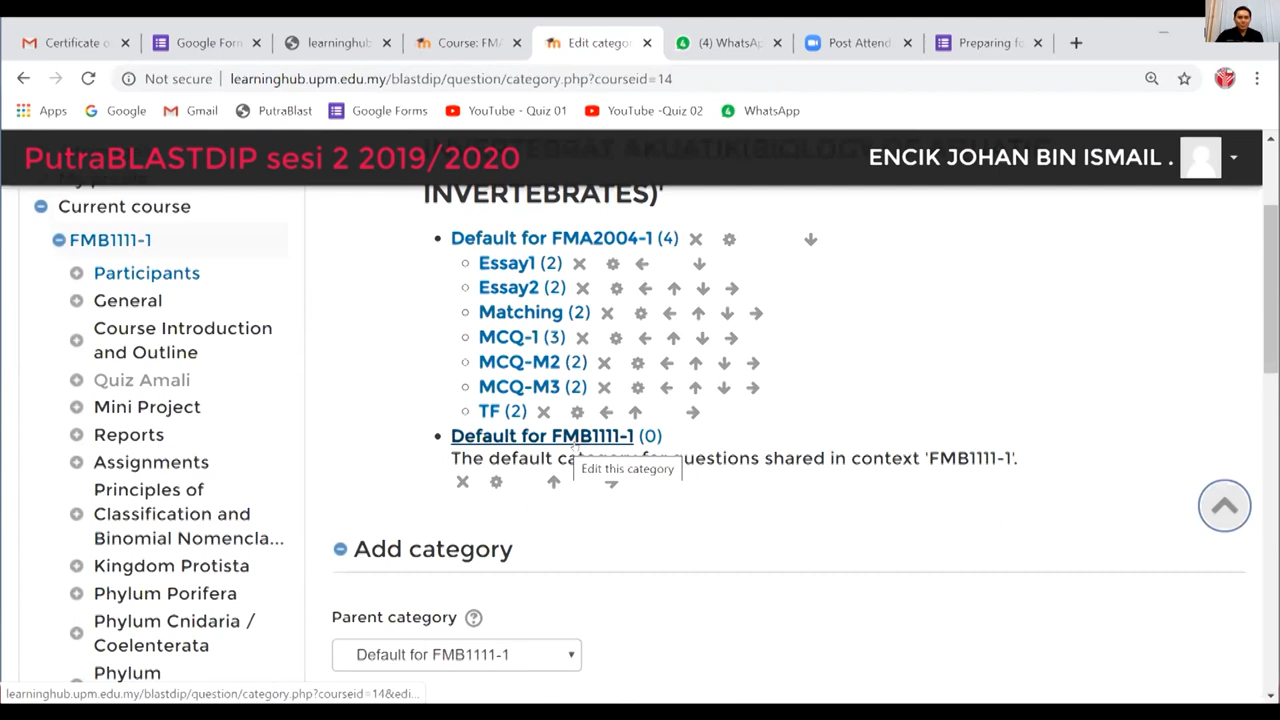 Certificate o
Google For
learninghub
Course: FMA
Edit catego
(4) WhatsA
Post Attend
Preparing fo
Not secure
learninghub.upm.edu.my/blastdip/question/category.php?courseid=14
Apps
Google
Gmail
PutraBlast
Google Forms
YouTube - Quiz 01
YouTube -Quiz 02
WhatsApp
PutraBLASTDIP sesi 2 2019/2020
ENCIK JOHAN BIN ISMAIL .
Current course
FMB1111-1
Participants
General
Course Introduction
and Outline
Quiz Amali
Mini Project
Reports
Assignments
Principles of
Classification and
Binomial Nomencla...
Kingdom Protista
Phylum Porifera
Phylum Cnidaria /
Coelenterata
Phylum
INVERTEBRATES)'
Default for FMA2004-1 (4)
Essay1 (2)
Essay2 (2)
Matching (2)
MCQ-1 (3)
MCQ-M2 (2)
MCQ-M3 (2)
TF (2)
Default for FMB1111-1 (0)
The default category for questions shared in context 'FMB1111-1'.
Edit this category
Add category
Parent category
Default for FMB1111-1
learninghub.upm.edu.my/blastdip/question/category.php?courseid=14&edi...